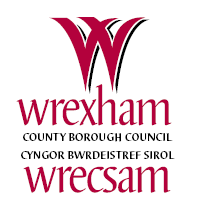 wrexham
COUNTY BOROUGH COUNCIL
CYNGOR BWRDEISTREF SIROL
wrecsam